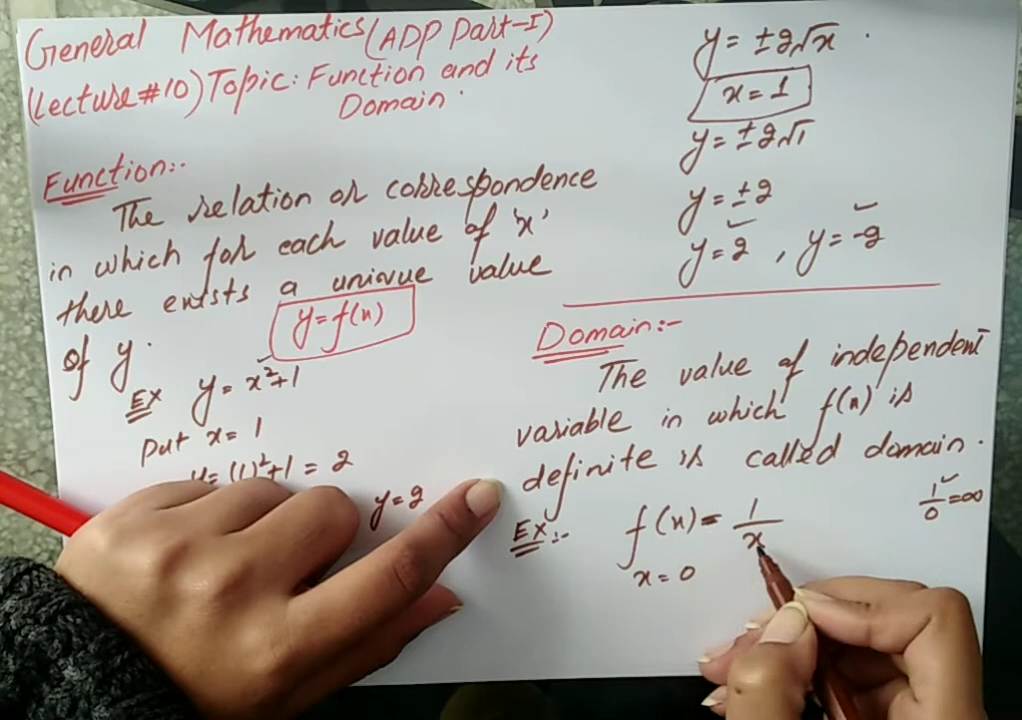 General Mathematics (ADP Part-I)
(Lecture #10) Topic: Function and its
Domain.
Function:-
The relation or correspondence
in which for each value of 'x'
there exists a univue value
of y.
y = f(x)
Ex y = x²+1
Put x = 1
y = (1)²+1 = 2
y = 2
y = ±2√x .
x = 1
y = ±2√1
y = ±2
y = 2 , y = -2
Domain:-
The value of independent
variable in which f(x) is
definite is called domain.
1/0 = ∞
Ex:- f(x) = 1/x
x = 0